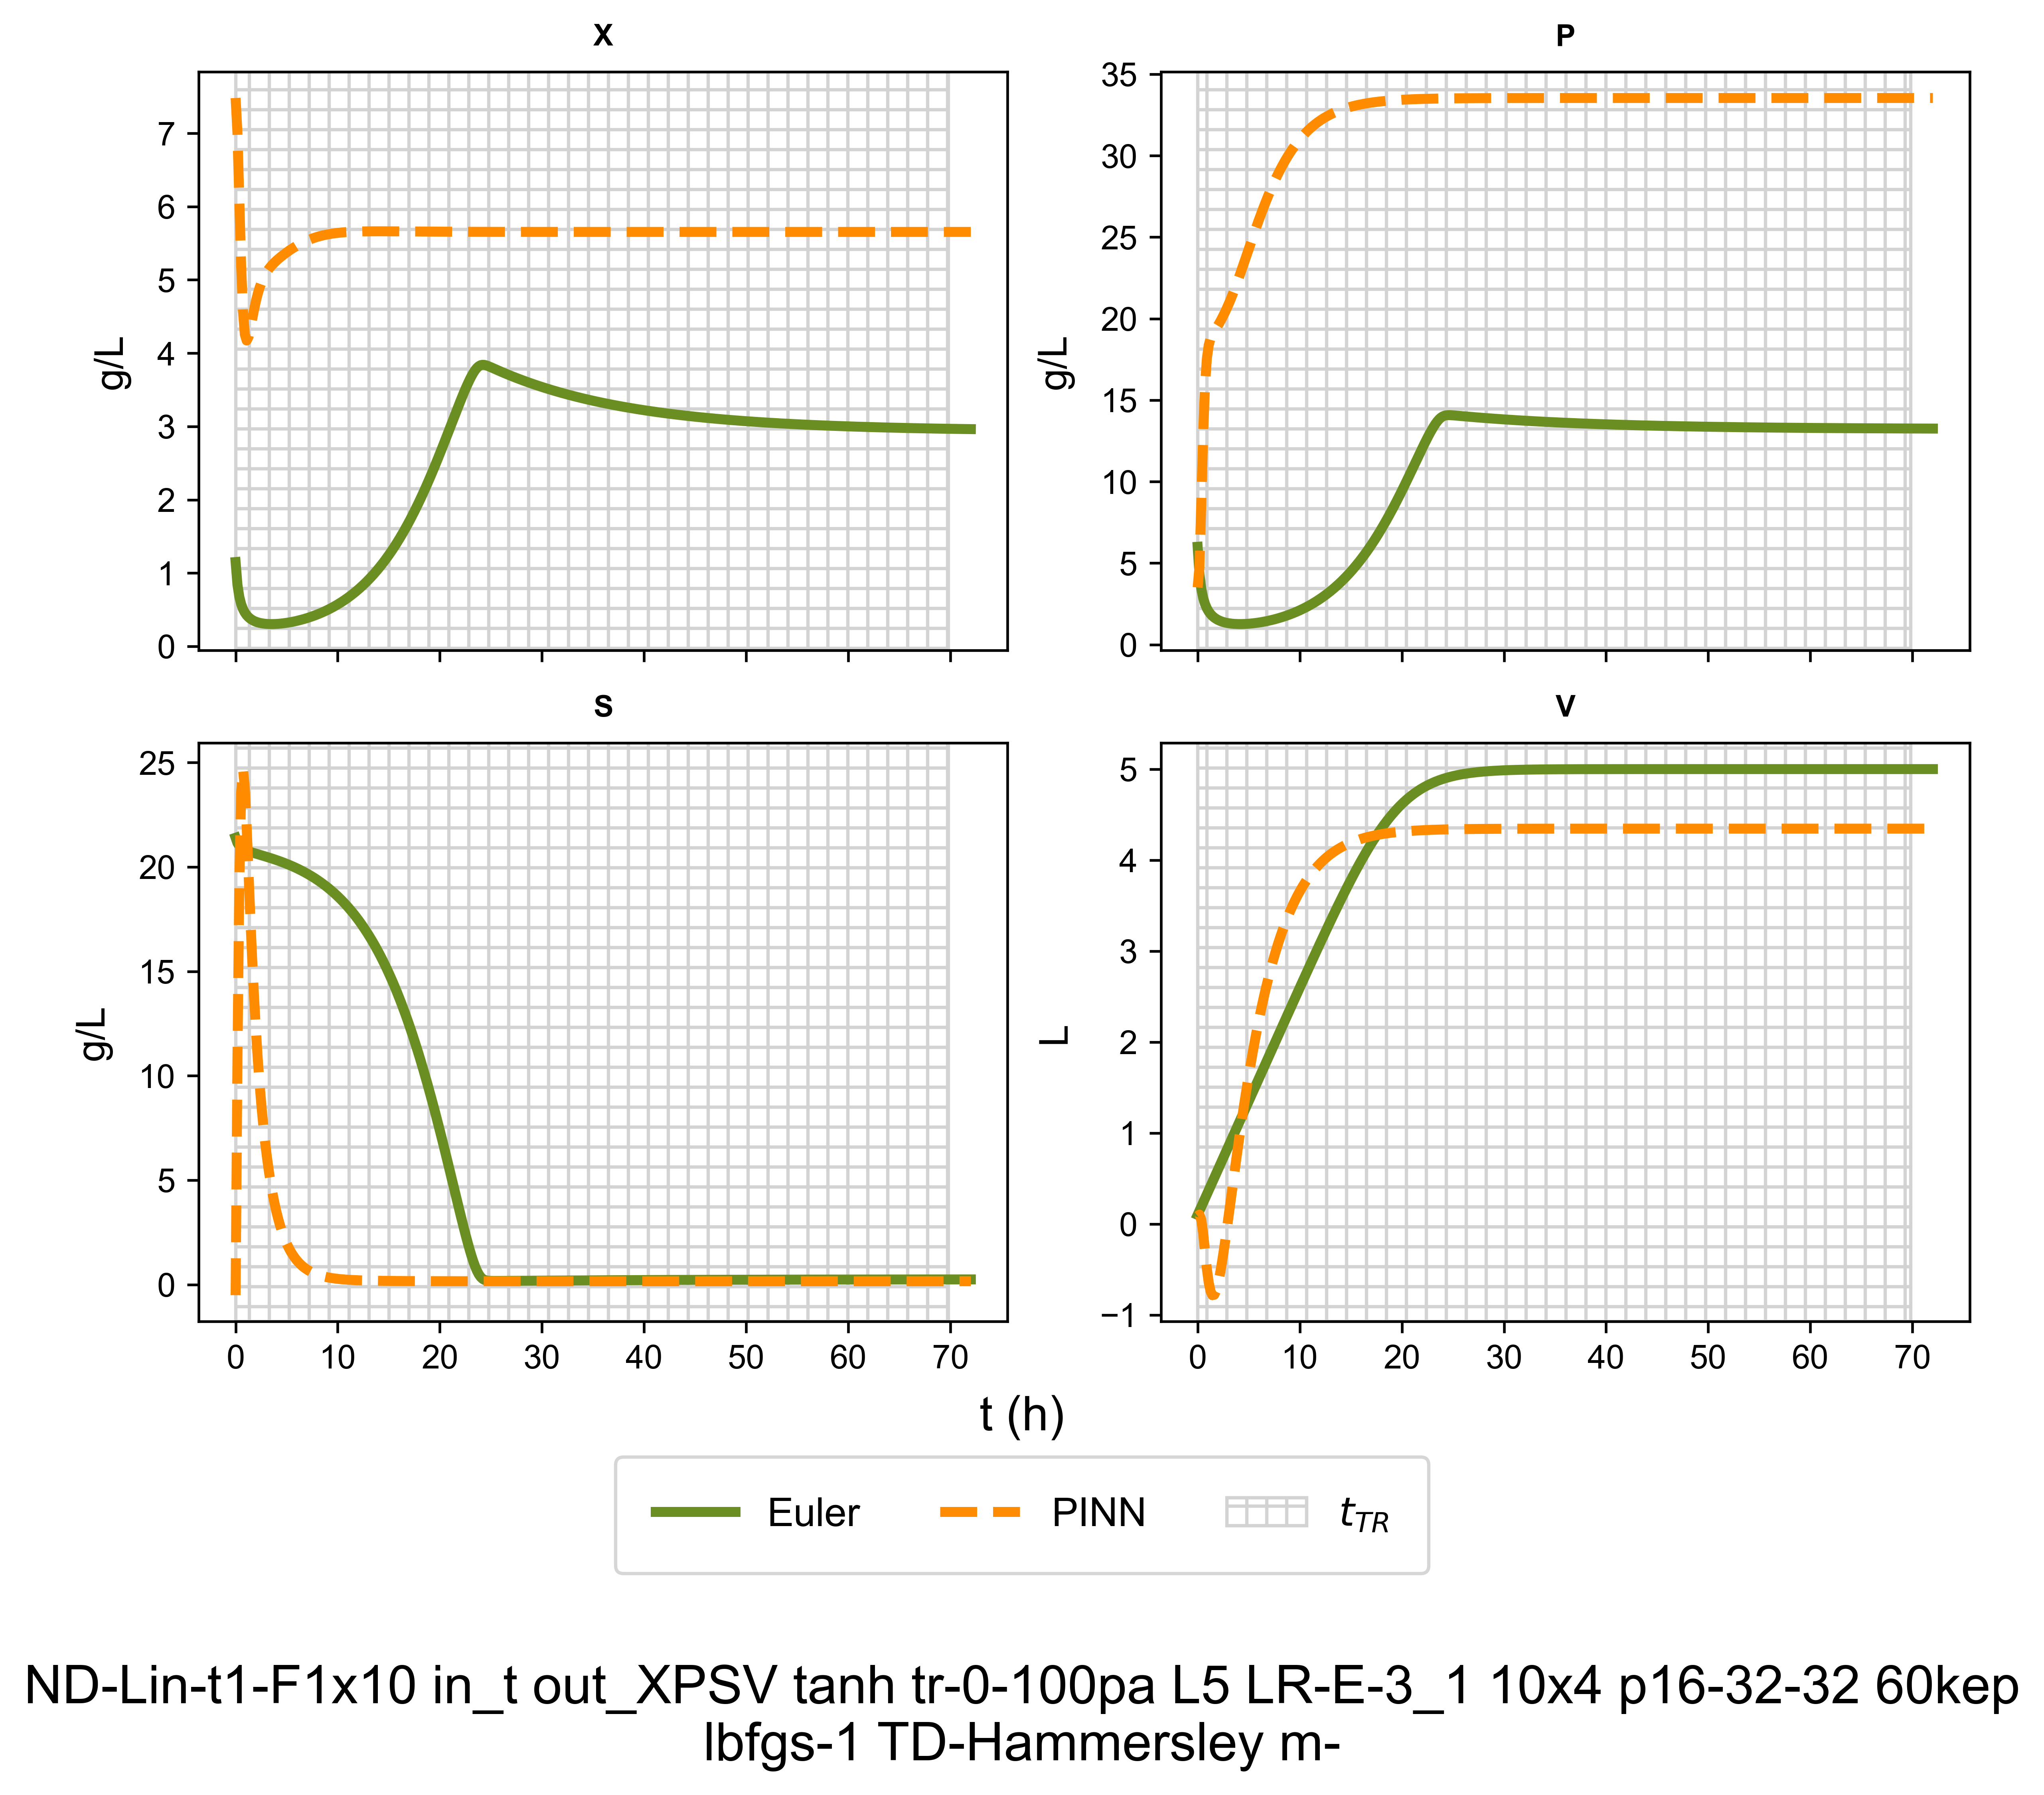 X
P
7
6
5
4
3
2
1
0
g/L
35
30
25
20
15
10
5
0
g/L
S
V
25
20
15
10
5
0
g/L
0 10 20 30 40 50 60 70
5
4
3
2
1
0
−1
L
0 10 20 30 40 50 60 70
t (h)
Euler PINN t_TR
ND-Lin-t1-F1x10 in_t out_XPSV tanh tr-0-100pa L5 LR-E-3_1 10x4 p16-32-32 60kep
lbfgs-1 TD-Hammersley m-